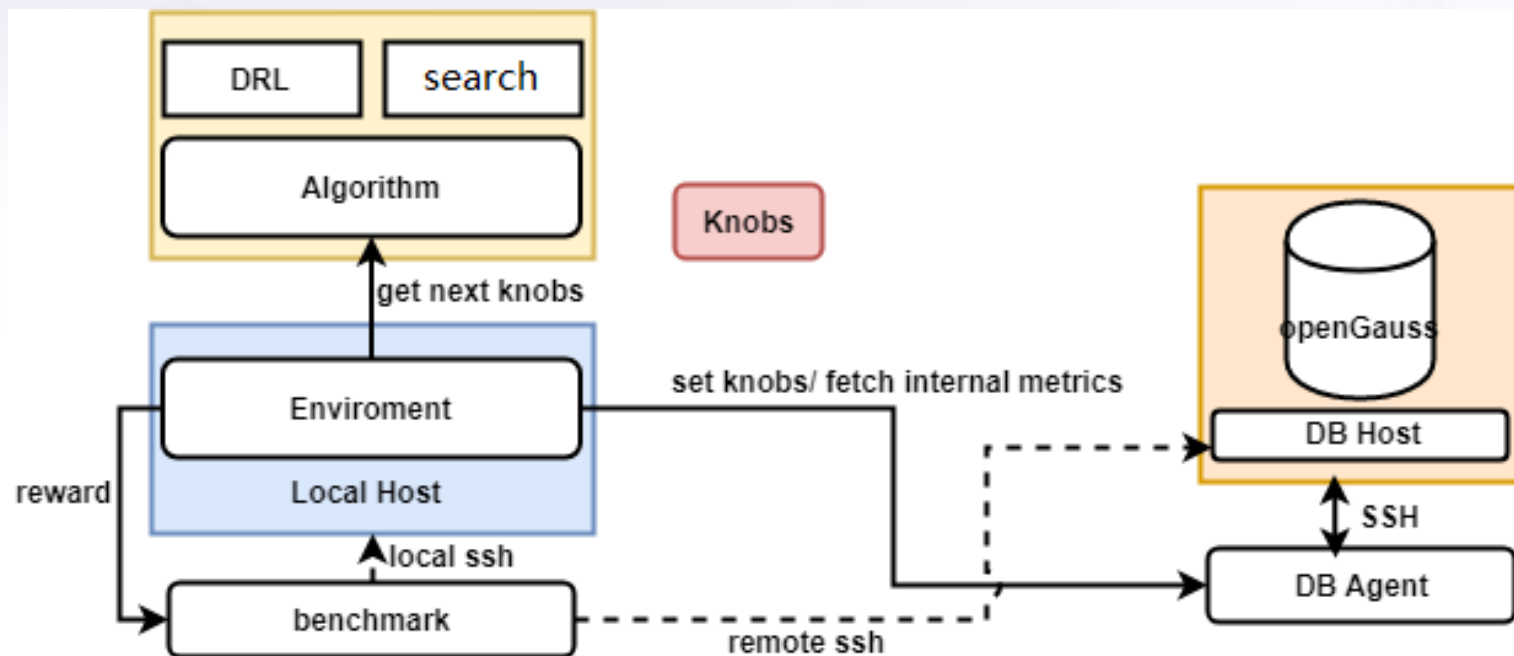 DRL
search
Algorithm
Knobs
get next knobs
openGauss
set knobs/ fetch internal metrics
Enviroment
DB Host
reward
Local Host
SSH
local ssh
DB Agent
benchmark
remote ssh